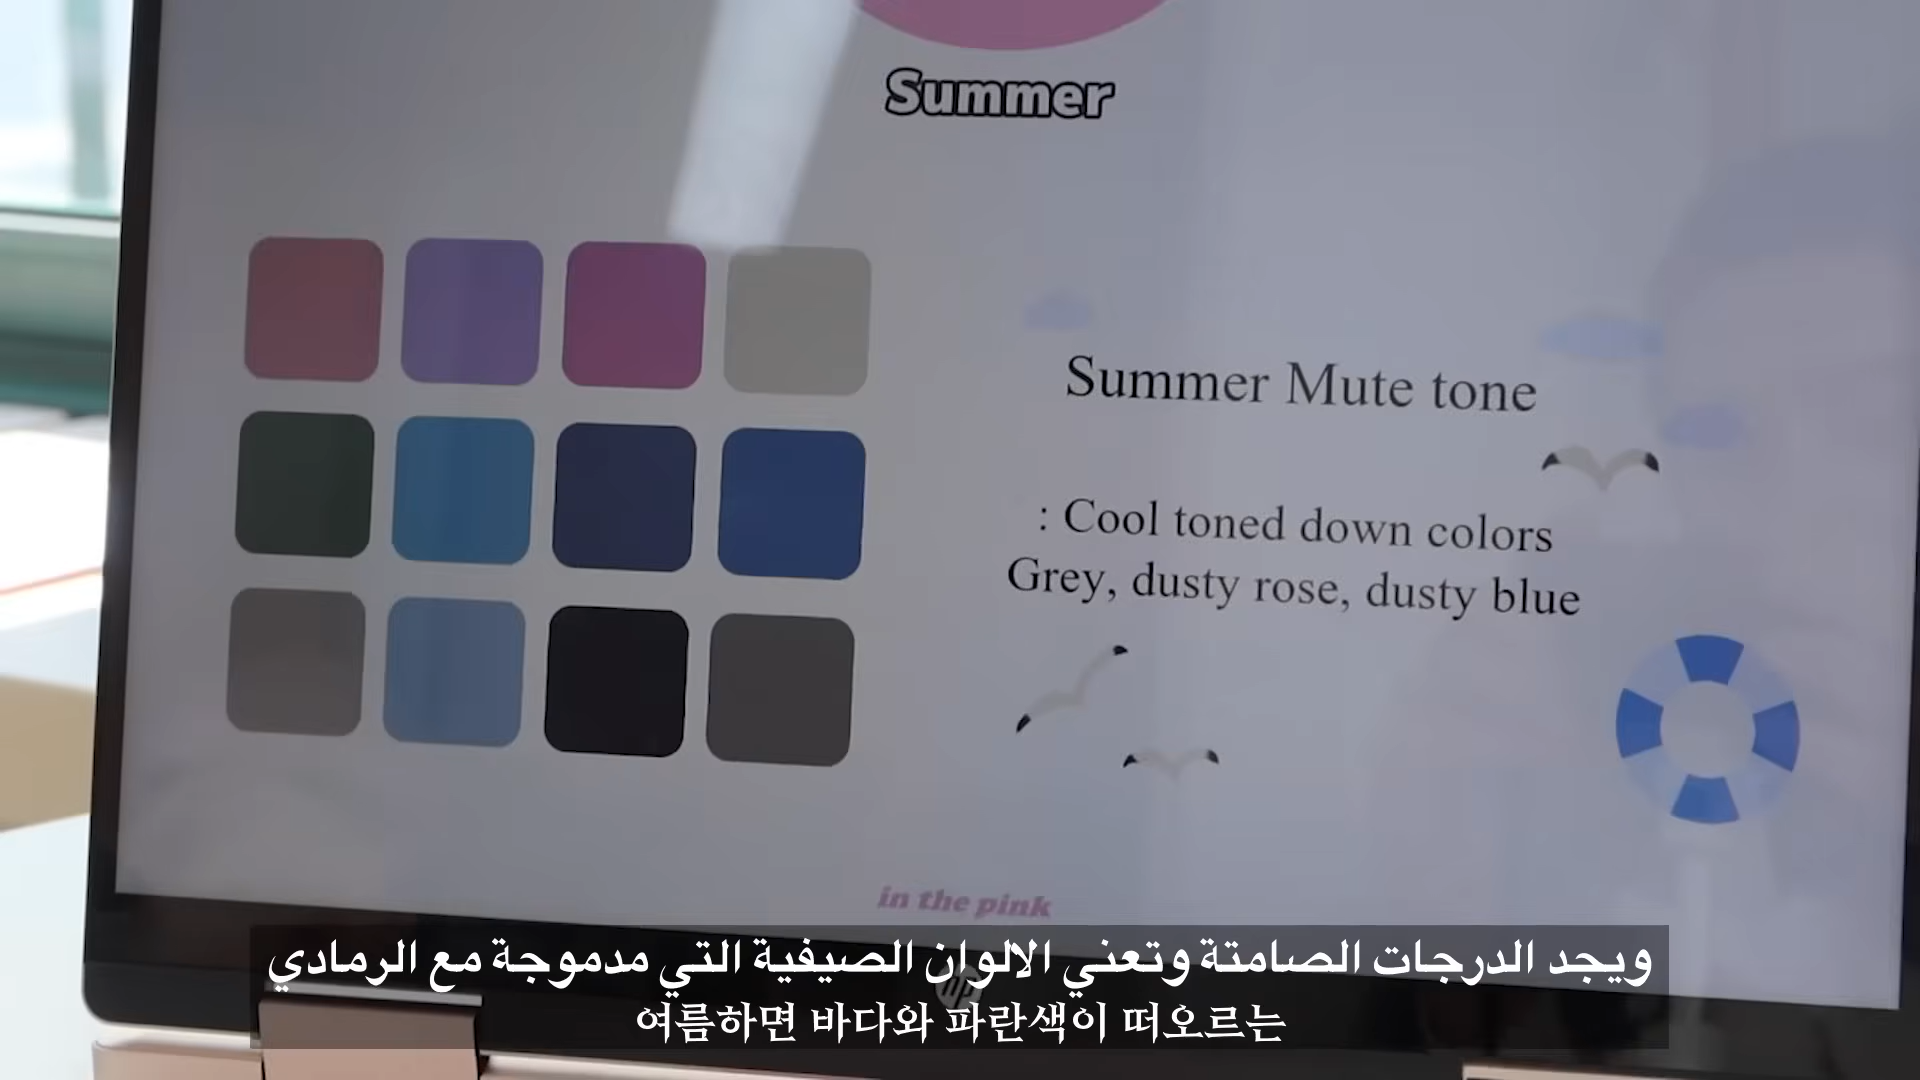 Summer
Summer Mute tone
: Cool toned down colors
Grey, dusty rose, dusty blue
in the pink
hp
ويجد الدرجات الصامتة وتعني الالوان الصيفية التي مدموجة مع الرمادي
여름하면 바다와 파란색이 떠오르는